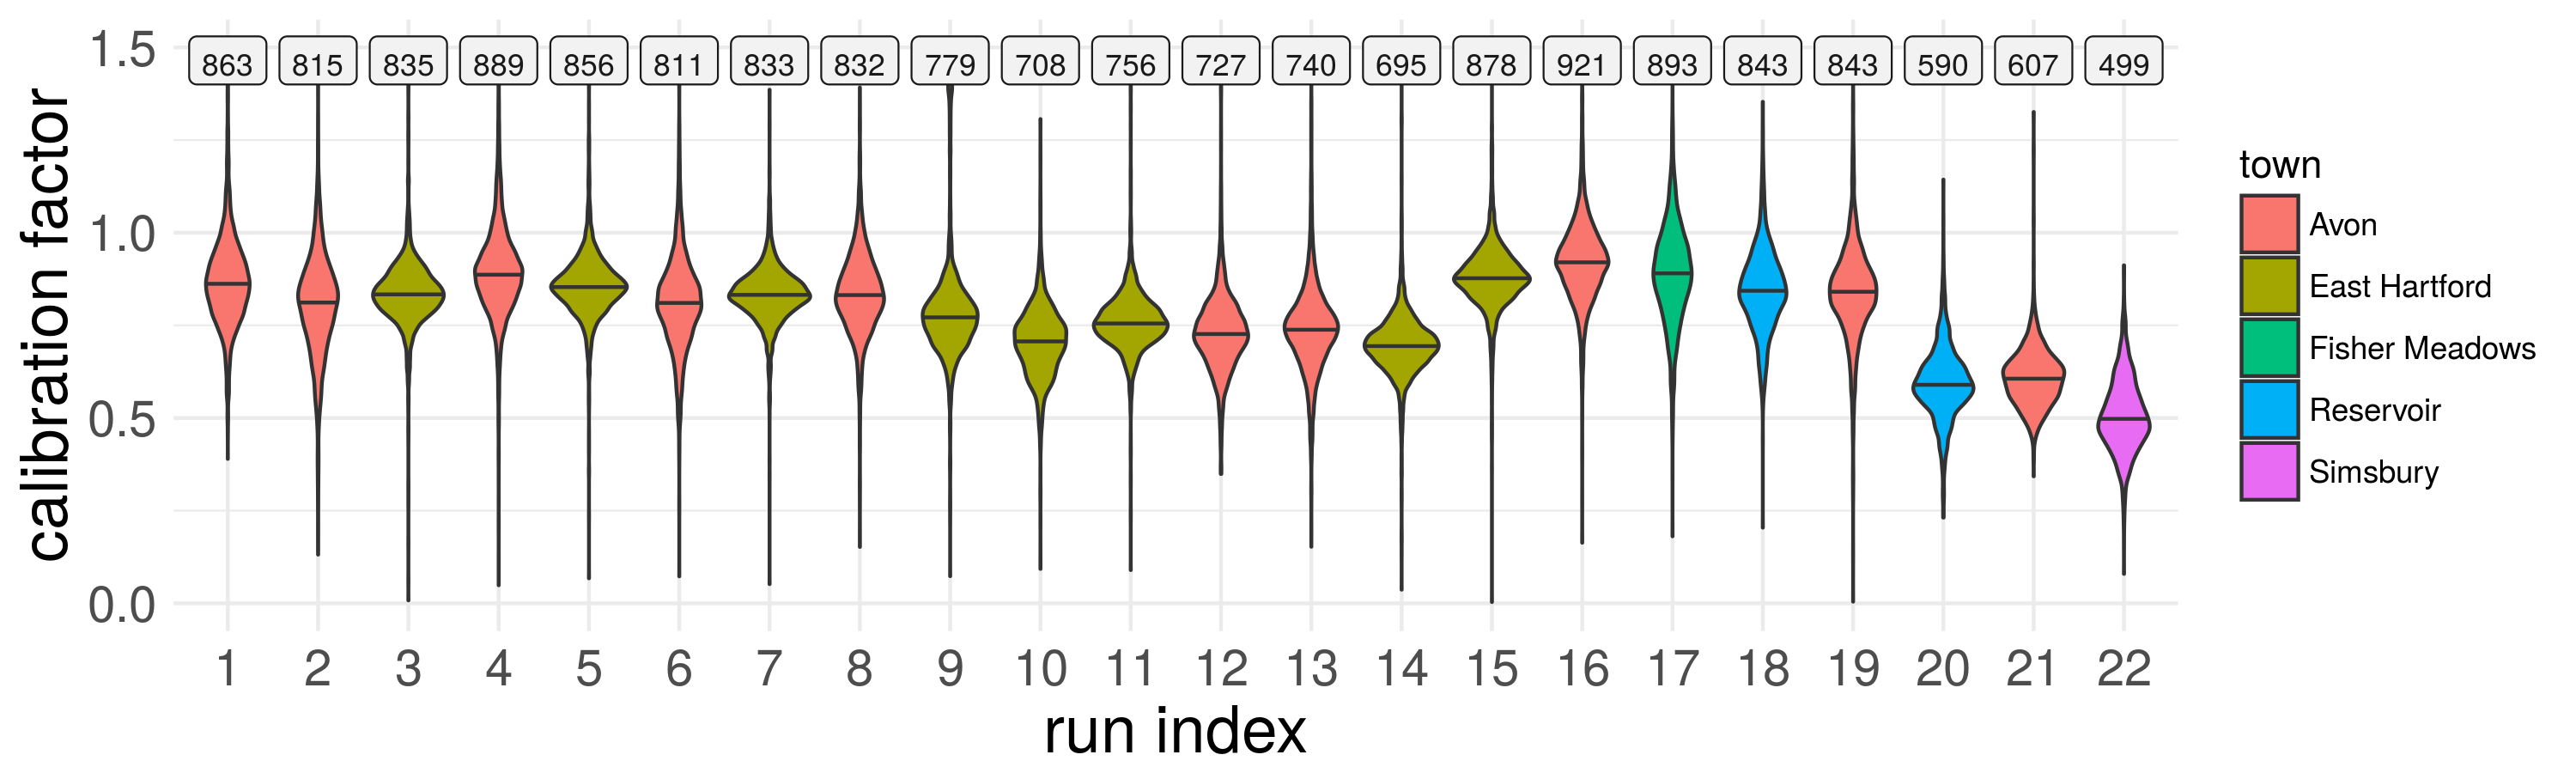 1.5
863 815 835 889 856 811 833 832 779 708 756 727 740 695 878 921 893 843 843 590 607 499
1.0
0.5
0.0
calibration factor
1 2 3 4 5 6 7 8 9 10 11 12 13 14 15 16 17 18 19 20 21 22
run index
town
Avon
East Hartford
Fisher Meadows
Reservoir
Simsbury